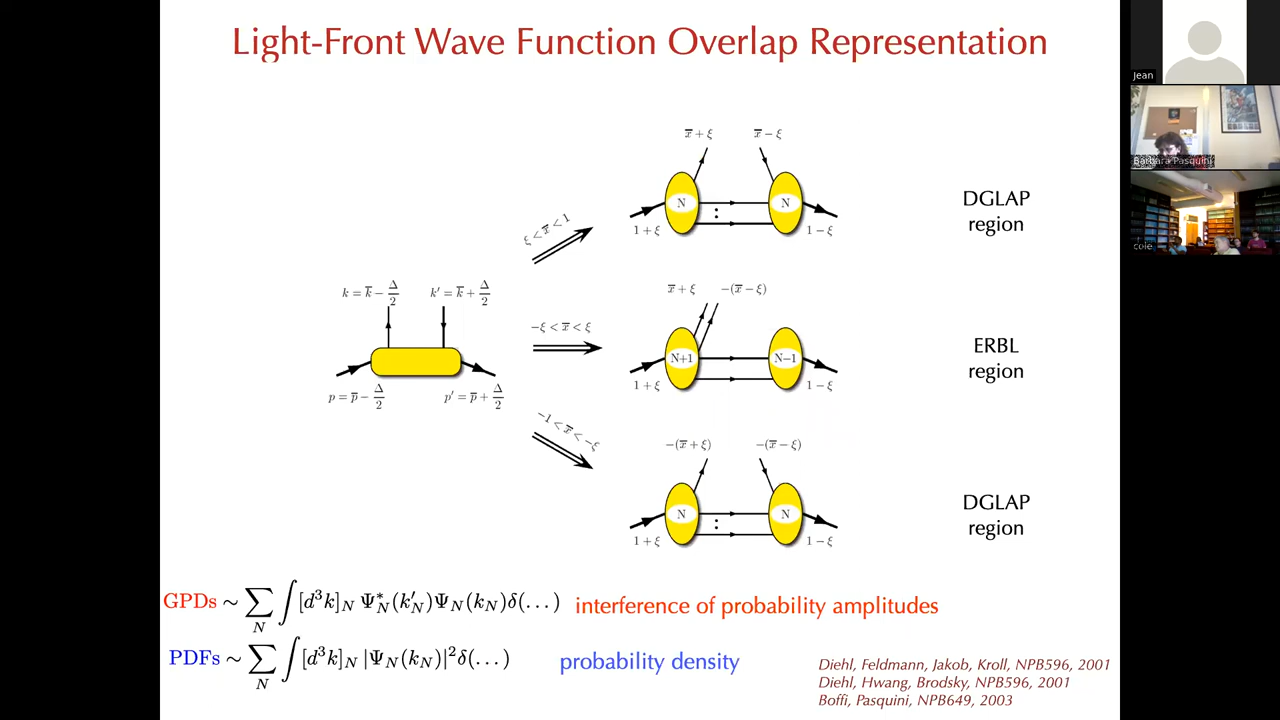 Light-Front Wave Function Overlap Representation
Jean
Barbara Pasquini
cole
x̅ + ξ
x̅ − ξ
N
N
1 + ξ
1 − ξ
DGLAP
region
ξ < x̅ < 1
k = k̅ − Δ/2
k′ = k̅ + Δ/2
p = p̅ − Δ/2
p′ = p̅ + Δ/2
−ξ < x̅ < ξ
x̅ + ξ
−(x̅ − ξ)
N+1
N−1
1 + ξ
1 − ξ
ERBL
region
−1 < x̅ < −ξ
−(x̅ + ξ)
−(x̅ − ξ)
N
N
1 + ξ
1 − ξ
DGLAP
region
GPDs ∼ ∑_N ∫ [d³k]_N Ψ*_N(k′_N)Ψ_N(k_N)δ(...) interference of probability amplitudes
PDFs ∼ ∑_N ∫ [d³k]_N |Ψ_N(k_N)|²δ(...) probability density
Diehl, Feldmann, Jakob, Kroll, NPB596, 2001
Diehl, Hwang, Brodsky, NPB596, 2001
Boffi, Pasquini, NPB649, 2003